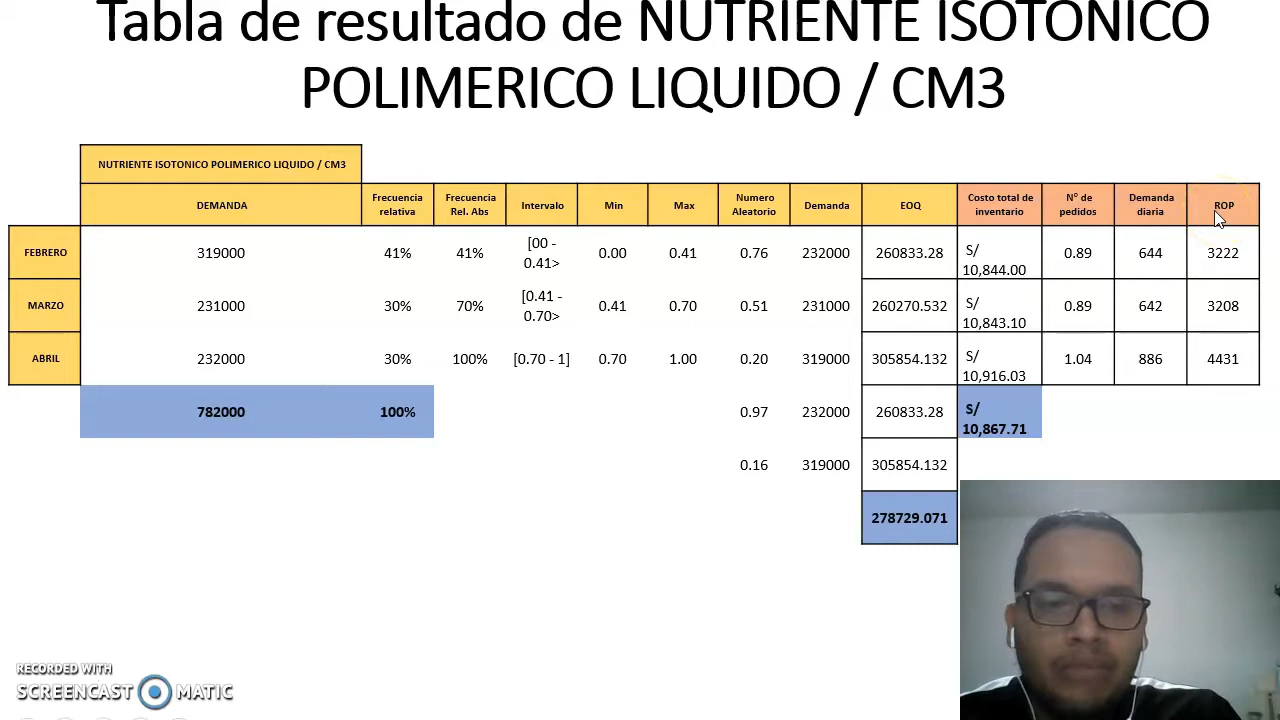 Tabla de resultado de NUTRIENTE ISOTONICO
POLIMERICO LIQUIDO / CM3
NUTRIENTE ISOTONICO POLIMERICO LIQUIDO / CM3
DEMANDA Frecuencia relativa Frecuencia Rel. Abs Intervalo Min Max Numero Aleatorio Demanda EOQ Costo total de inventario N° de pedidos Demanda diaria ROP
FEBRERO 319000 41% 41% [00 - 0.41> 0.00 0.41 0.76 232000 260833.28 S/ 10,844.00 0.89 644 3222
MARZO 231000 30% 70% [0.41 - 0.70> 0.41 0.70 0.51 231000 260270.532 S/ 10,843.10 0.89 642 3208
ABRIL 232000 30% 100% [0.70 - 1] 0.70 1.00 0.20 319000 305854.132 S/ 10,916.03 1.04 886 4431
782000 100% 0.97 232000 260833.28 S/ 10,867.71
0.16 319000 305854.132
278729.071
RECORDED WITH
SCREENCAST MATIC